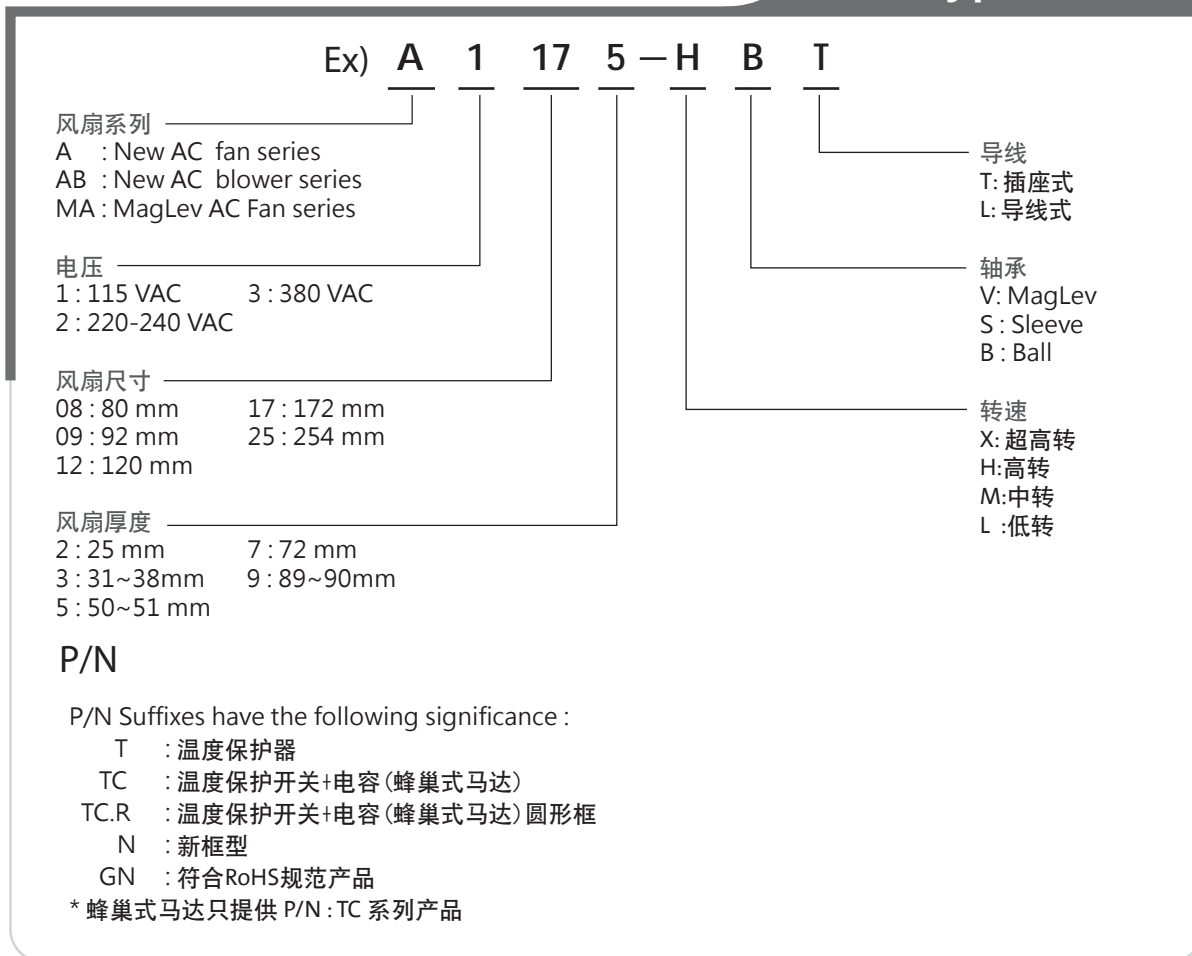 Ex) A 1 17 5 – H B T
风扇系列
A : New AC fan series
AB : New AC blower series
MA : MagLev AC Fan series
电压
1 : 115 VAC 3 : 380 VAC
2 : 220-240 VAC
风扇尺寸
08 : 80 mm 17 : 172 mm
09 : 92 mm 25 : 254 mm
12 : 120 mm
风扇厚度
2 : 25 mm 7 : 72 mm
3 : 31~38mm 9 : 89~90mm
5 : 50~51 mm
导线
T: 插座式
L: 导线式
轴承
V: MagLev
S : Sleeve
B : Ball
转速
X: 超高转
H:高转
M:中转
L :低转
P/N
P/N Suffixes have the following significance :
T : 温度保护器
TC : 温度保护开关+电容(蜂巢式马达)
TC.R : 温度保护开关+电容(蜂巢式马达)圆形框
N : 新框型
GN : 符合RoHS规范产品
* 蜂巢式马达只提供 P/N : TC 系列产品